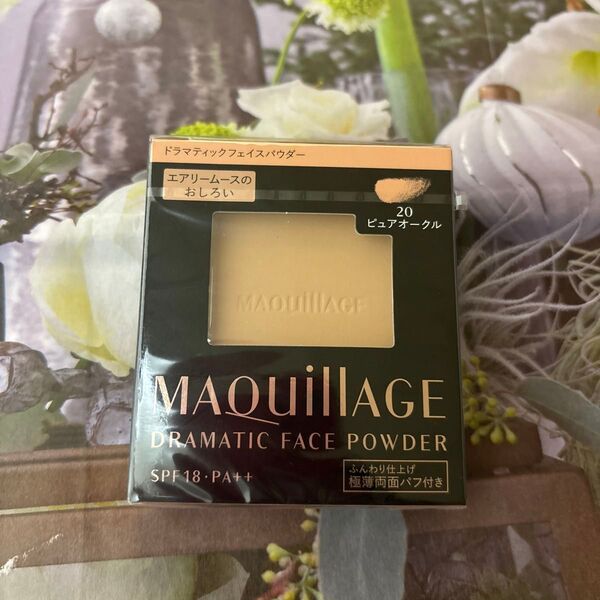 ドラマティックフェイスパウダー
エアリームースの
おしろい
20
ピュアオークル
MAQuillAGE
MAQuillAGE
DRAMATIC FACE POWDER
SPF18・PA++
ふんわり仕上げ
極薄両面パフ付き